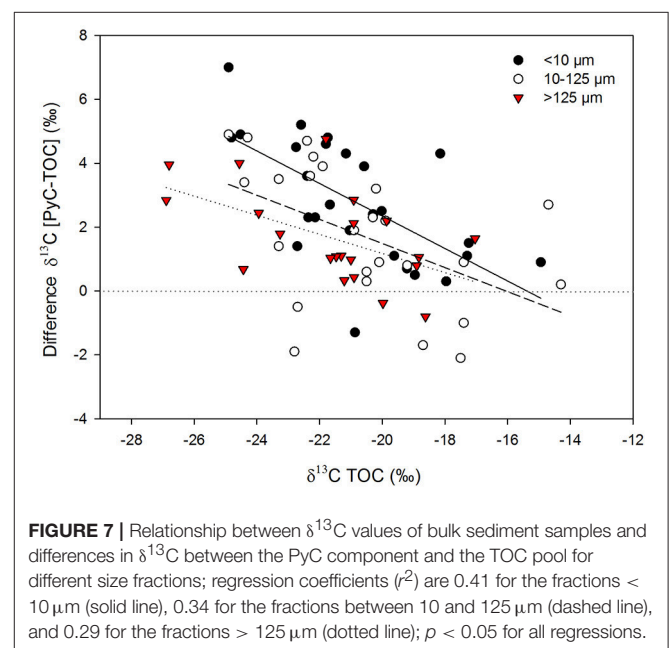 8
6
4
2
0
-2
-4
Difference δ¹³C [PyC-TOC] (‰)
<10 µm
10-125 µm
>125 µm
-28 -26 -24 -22 -20 -18 -16 -14 -12
δ¹³C TOC (‰)
FIGURE 7 | Relationship between δ¹³C values of bulk sediment samples and
differences in δ¹³C between the PyC component and the TOC pool for
different size fractions; regression coefficients (r²) are 0.41 for the fractions <
10 µm (solid line), 0.34 for the fractions between 10 and 125 µm (dashed line),
and 0.29 for the fractions > 125 µm (dotted line); p < 0.05 for all regressions.